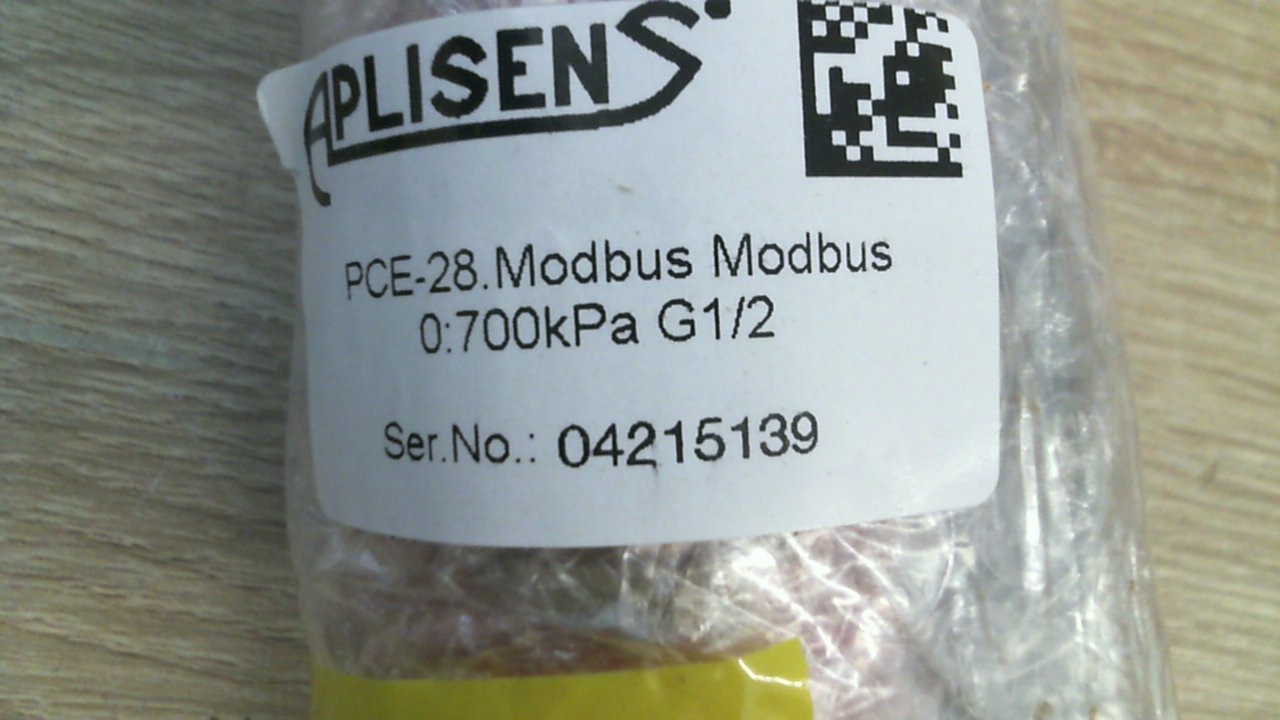 APLISENS
PCE-28.Modbus Modbus
0:700kPa G1/2
Ser.No.: 04215139